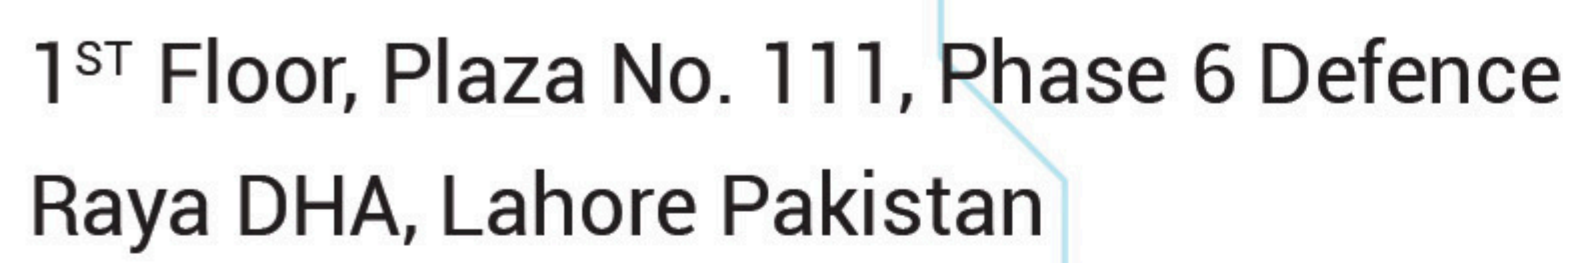 1ST Floor, Plaza No. 111, Phase 6 Defence
Raya DHA, Lahore Pakistan